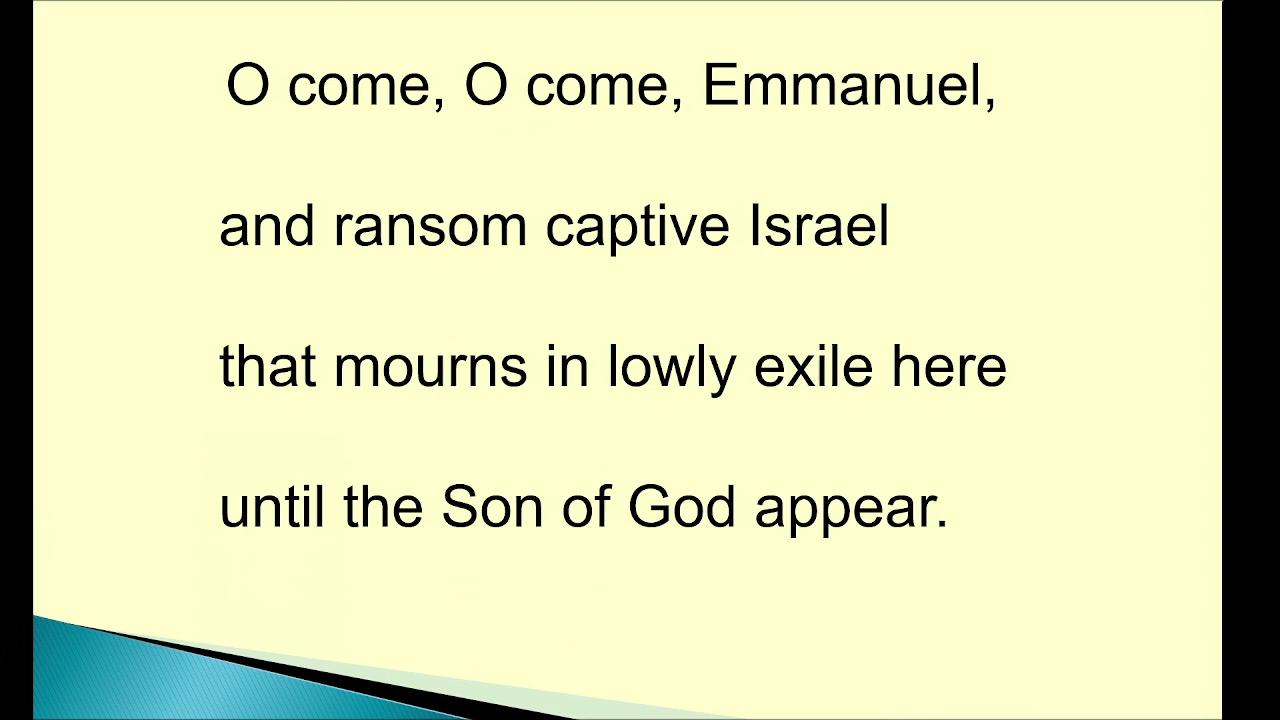 O come, O come, Emmanuel,
and ransom captive Israel
that mourns in lowly exile here
until the Son of God appear.